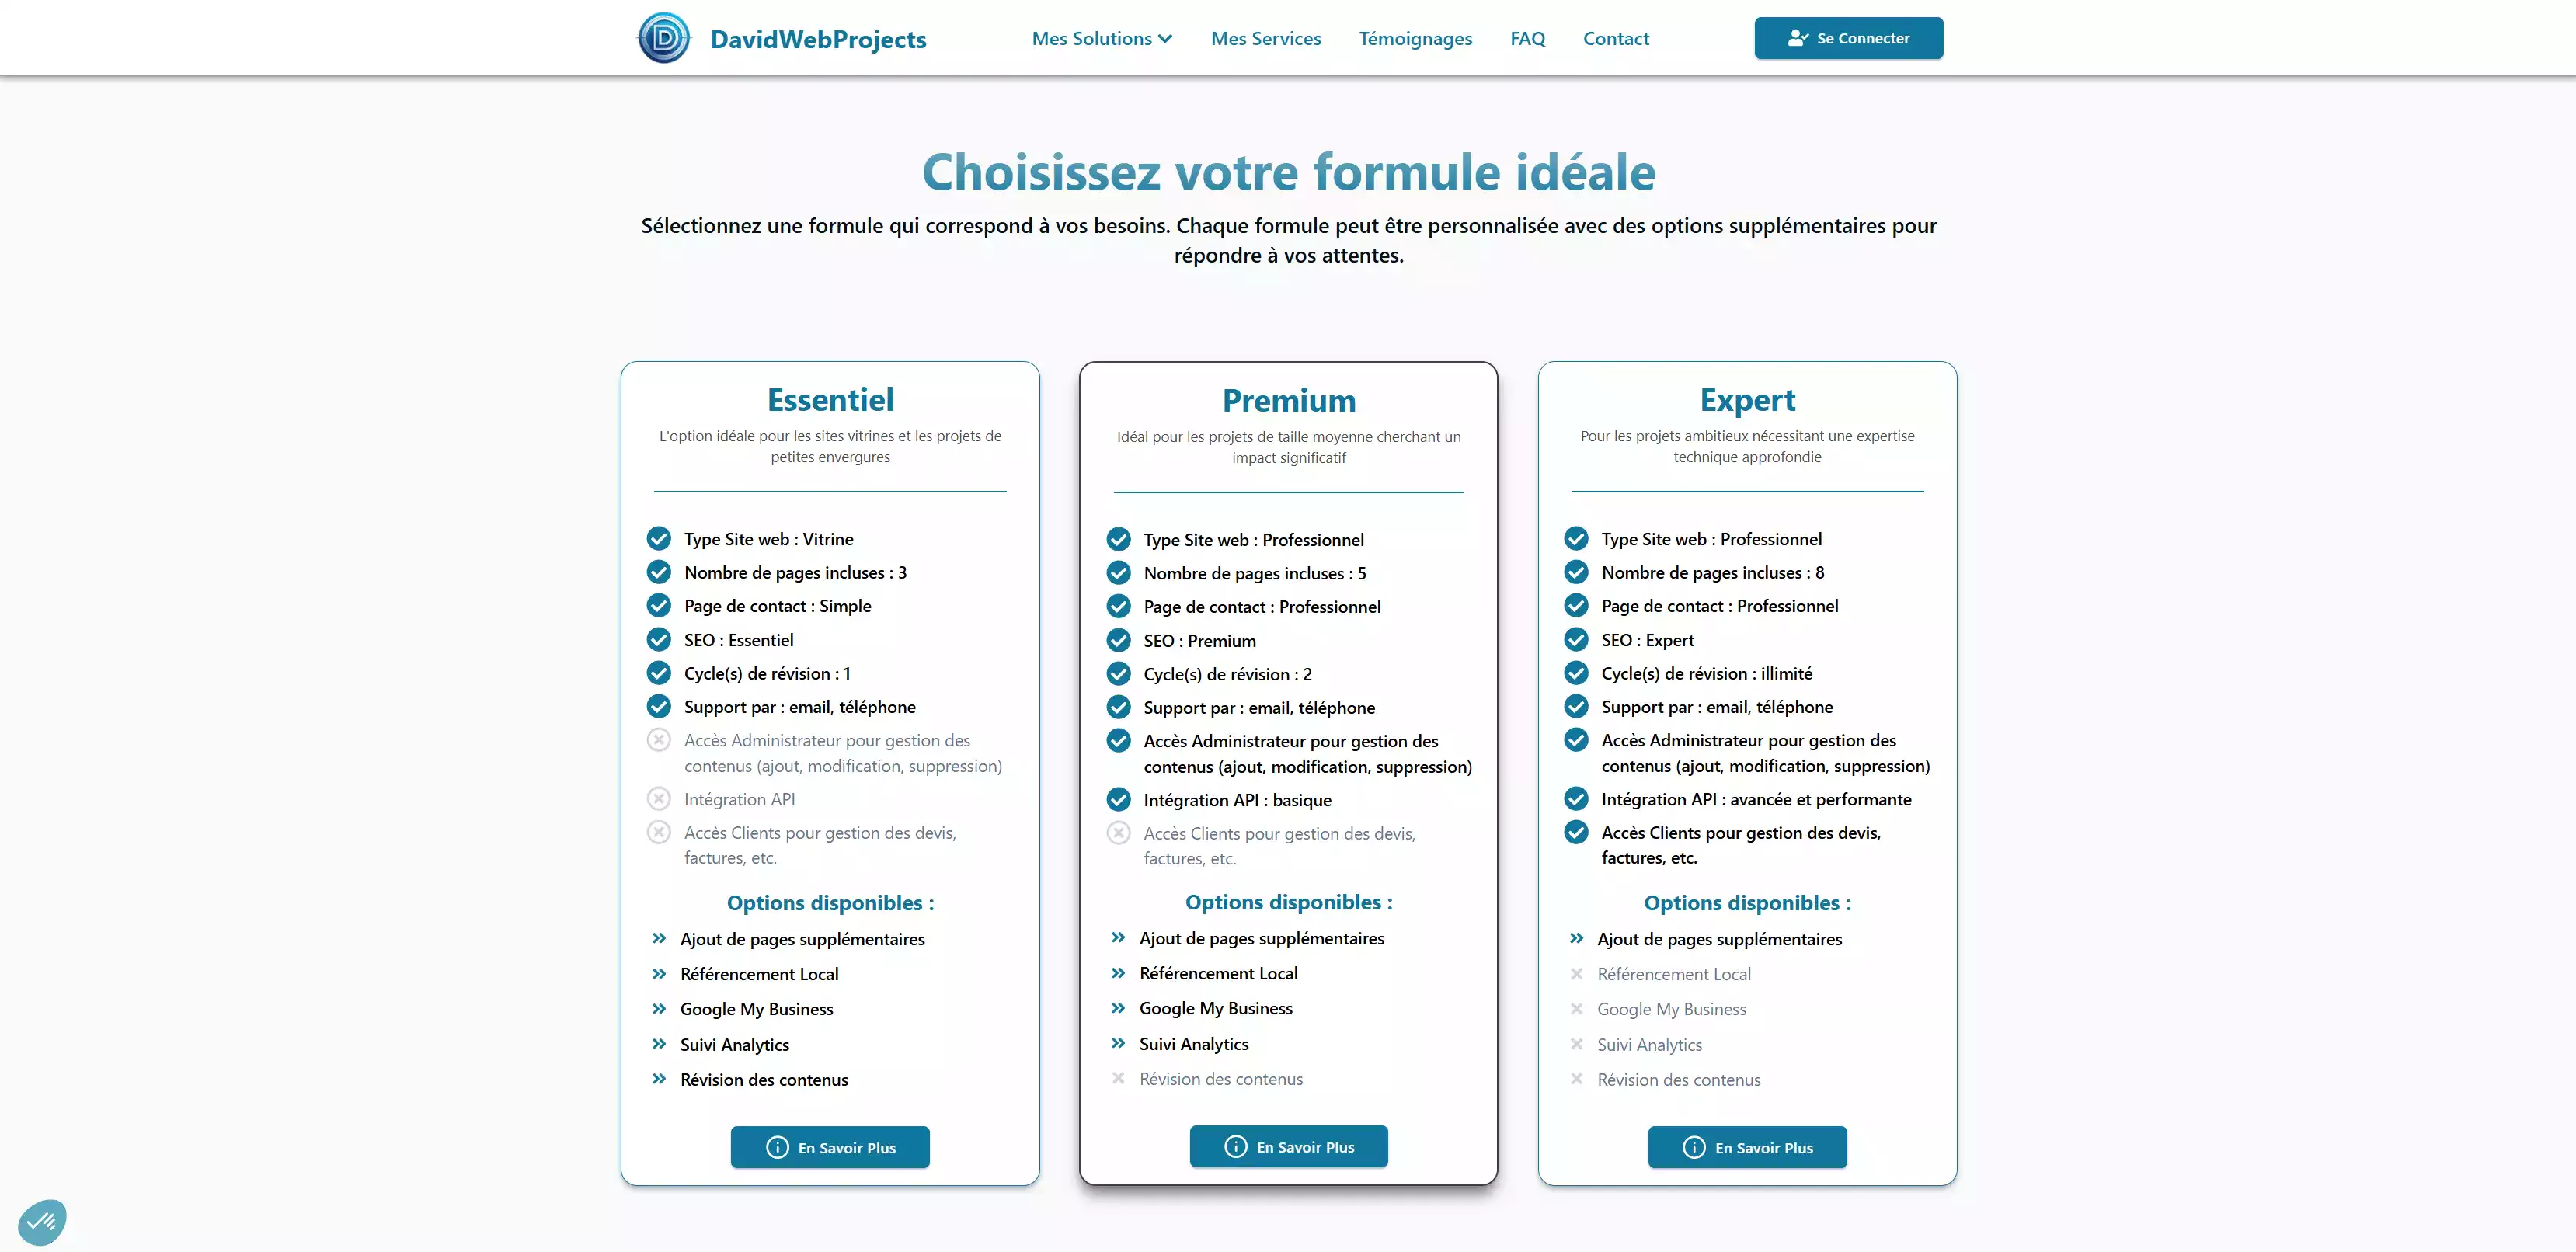 DavidWebProjects
Mes Solutions
Mes Services
Témoignages
FAQ
Contact
Se Connecter
Choisissez votre formule idéale
Sélectionnez une formule qui correspond à vos besoins. Chaque formule peut être personnalisée avec des options supplémentaires pour
répondre à vos attentes.
Essentiel
L'option idéale pour les sites vitrines et les projets de
petites envergures
Type Site web : Vitrine
Nombre de pages incluses : 3
Page de contact : Simple
SEO : Essentiel
Cycle(s) de révision : 1
Support par : email, téléphone
Accès Administrateur pour gestion des
contenus (ajout, modification, suppression)
Intégration API
Accès Clients pour gestion des devis,
factures, etc.
Options disponibles :
Ajout de pages supplémentaires
Référencement Local
Google My Business
Suivi Analytics
Révision des contenus
En Savoir Plus
Premium
Idéal pour les projets de taille moyenne cherchant un
impact significatif
Type Site web : Professionnel
Nombre de pages incluses : 5
Page de contact : Professionnel
SEO : Premium
Cycle(s) de révision : 2
Support par : email, téléphone
Accès Administrateur pour gestion des
contenus (ajout, modification, suppression)
Intégration API : basique
Accès Clients pour gestion des devis,
factures, etc.
Options disponibles :
Ajout de pages supplémentaires
Référencement Local
Google My Business
Suivi Analytics
Révision des contenus
En Savoir Plus
Expert
Pour les projets ambitieux nécessitant une expertise
technique approfondie
Type Site web : Professionnel
Nombre de pages incluses : 8
Page de contact : Professionnel
SEO : Expert
Cycle(s) de révision : illimité
Support par : email, téléphone
Accès Administrateur pour gestion des
contenus (ajout, modification, suppression)
Intégration API : avancée et performante
Accès Clients pour gestion des devis,
factures, etc.
Options disponibles :
Ajout de pages supplémentaires
Référencement Local
Google My Business
Suivi Analytics
Révision des contenus
En Savoir Plus